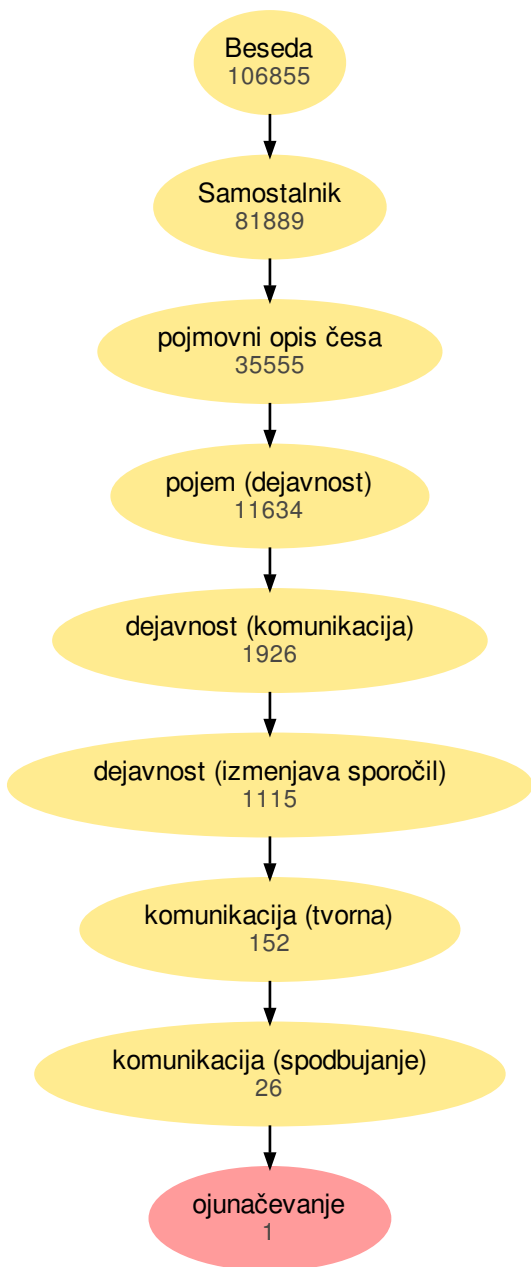 Beseda
106855
Samostalnik
81889
pojmovni opis česa
35555
pojem (dejavnost)
11634
dejavnost (komunikacija)
1926
dejavnost (izmenjava sporočil)
1115
komunikacija (tvorna)
152
komunikacija (spodbujanje)
26
ojunačevanje
1